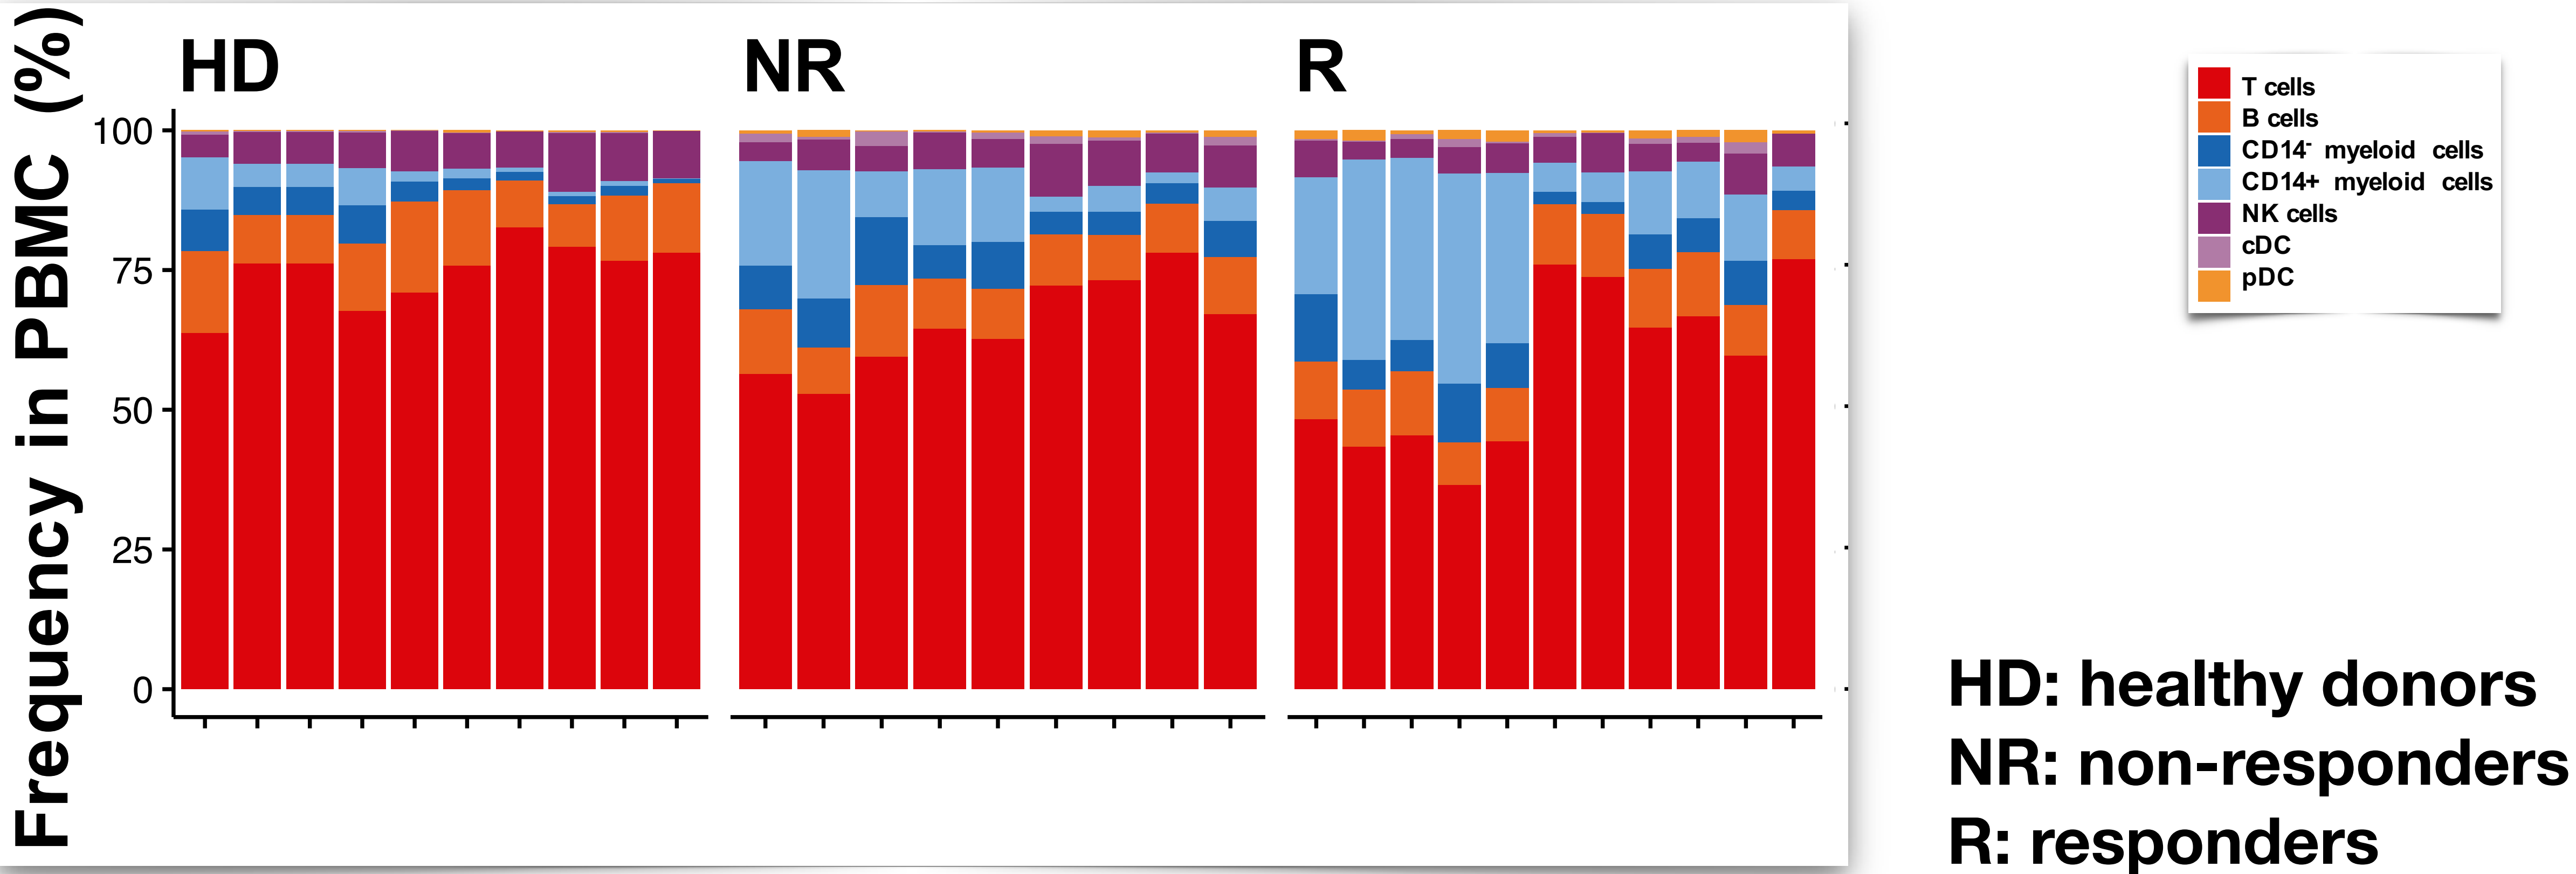 Frequency in PBMC (%)
HD
NR
R
100
75
50
25
0
T cells
B cells
CD14- myeloid cells
CD14+ myeloid cells
NK cells
cDC
pDC
HD: healthy donors
NR: non-responders
R: responders